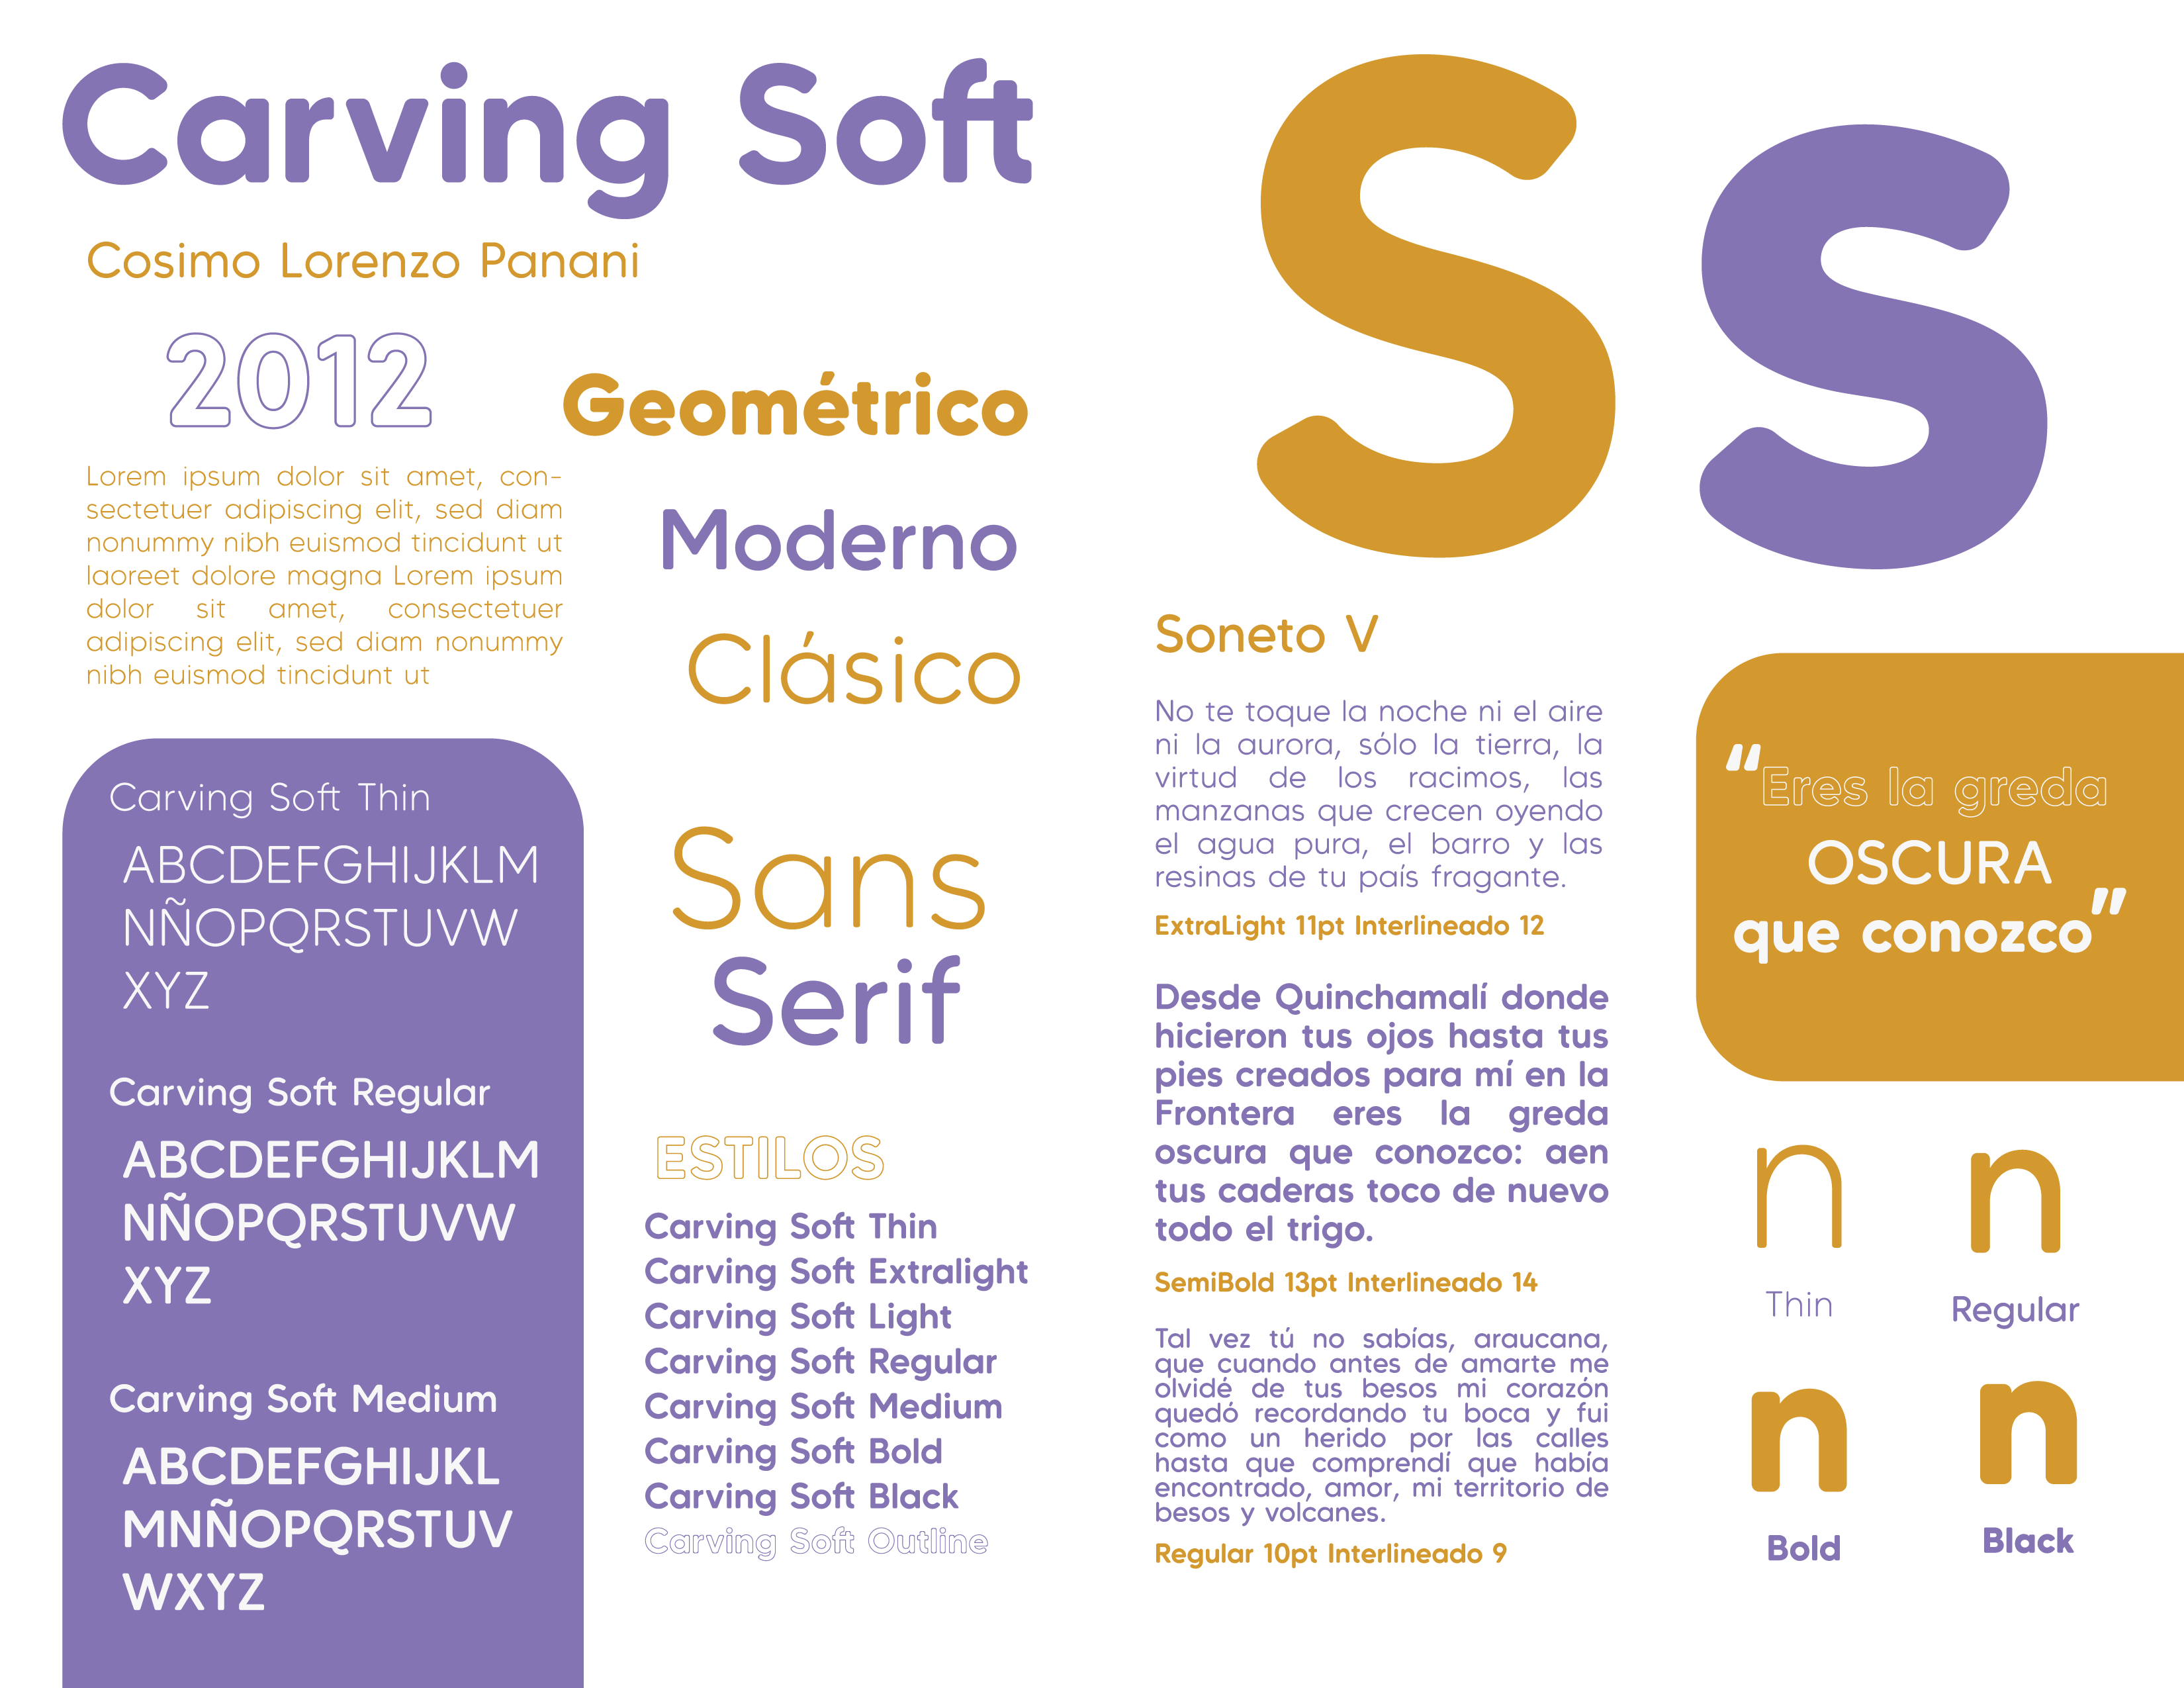 Carving Soft
Cosimo Lorenzo Panani
2012
Geométrico
Moderno
Clásico
Lorem ipsum dolor sit amet, con-
sectetuer adipiscing elit, sed diam
nonummy nibh euismod tincidunt ut
laoreet dolore magna Lorem ipsum
dolor sit amet, consectetuer
adipiscing elit, sed diam nonummy
nibh euismod tincidunt ut
Sans
Serif
Carving Soft Thin
ABCDEFGHIJKLM
NÑOPQRSTUVW
XYZ
Carving Soft Regular
ABCDEFGHIJKLM
NÑOPQRSTUVW
XYZ
Carving Soft Medium
ABCDEFGHIJKL
MNÑOPQRSTUV
WXYZ
ESTILOS
Carving Soft Thin
Carving Soft Extralight
Carving Soft Light
Carving Soft Regular
Carving Soft Medium
Carving Soft Bold
Carving Soft Black
Carving Soft Outline
S s
Soneto V
No te toque la noche ni el aire
ni la aurora, sólo la tierra, la
virtud de los racimos, las
manzanas que crecen oyendo
el agua pura, el barro y las
resinas de tu país fragante.
ExtraLight 11pt Interlineado 12
Desde Quinchamalí donde
hicieron tus ojos hasta tus
pies creados para mí en la
Frontera eres la greda
oscura que conozco: aen
tus caderas toco de nuevo
todo el trigo.
SemiBold 13pt Interlineado 14
Tal vez tú no sabías, araucana,
que cuando antes de amarte me
olvidé de tus besos mi corazón
quedó recordando tu boca y fui
como un herido por las calles
hasta que comprendí que había
encontrado, amor, mi territorio de
besos y volcanes.
Regular 10pt Interlineado 9
"Eres la greda
OSCURA
que conozco"
n n
Thin Regular
n n
Bold Black